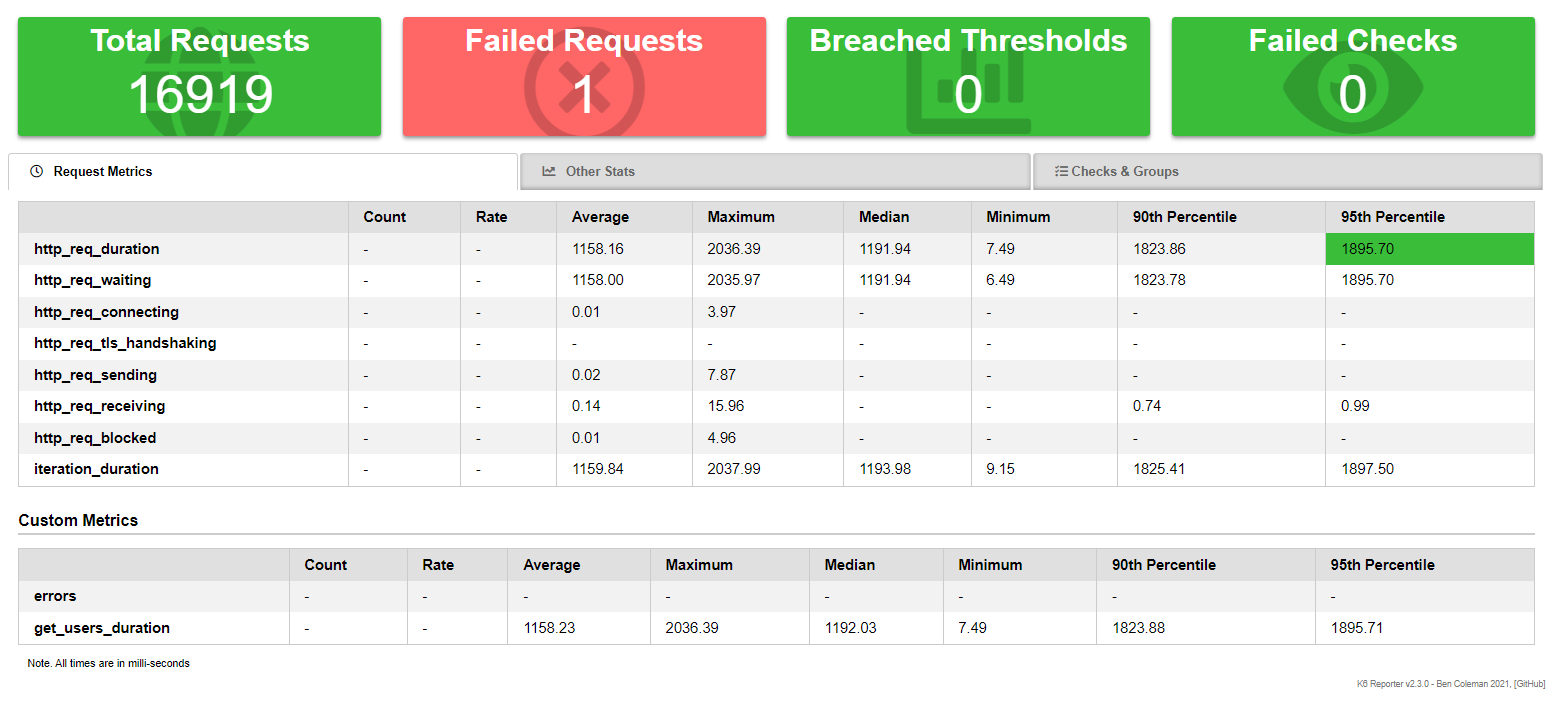 Total Requests Failed Requests Breached Thresholds Failed Checks
16919 1 0 0
Request Metrics Other Stats Checks & Groups
Count Rate Average Maximum Median Minimum 90th Percentile 95th Percentile
http_req_duration - - 1158.16 2036.39 1191.94 7.49 1823.86 1895.70
http_req_waiting - - 1158.00 2035.97 1191.94 6.49 1823.78 1895.70
http_req_connecting - - 0.01 3.97 - - - -
http_req_tls_handshaking - - - - - - - -
http_req_sending - - 0.02 7.87 - - - -
http_req_receiving - - 0.14 15.96 - - 0.74 0.99
http_req_blocked - - 0.01 4.96 - - - -
iteration_duration - - 1159.84 2037.99 1193.98 9.15 1825.41 1897.50
Custom Metrics
Count Rate Average Maximum Median Minimum 90th Percentile 95th Percentile
errors - - - - - - - -
get_users_duration - - 1158.23 2036.39 1192.03 7.49 1823.88 1895.71
Note. All times are in milli-seconds
K6 Reporter v2.3.0 - Ben Coleman 2021, [GitHub]